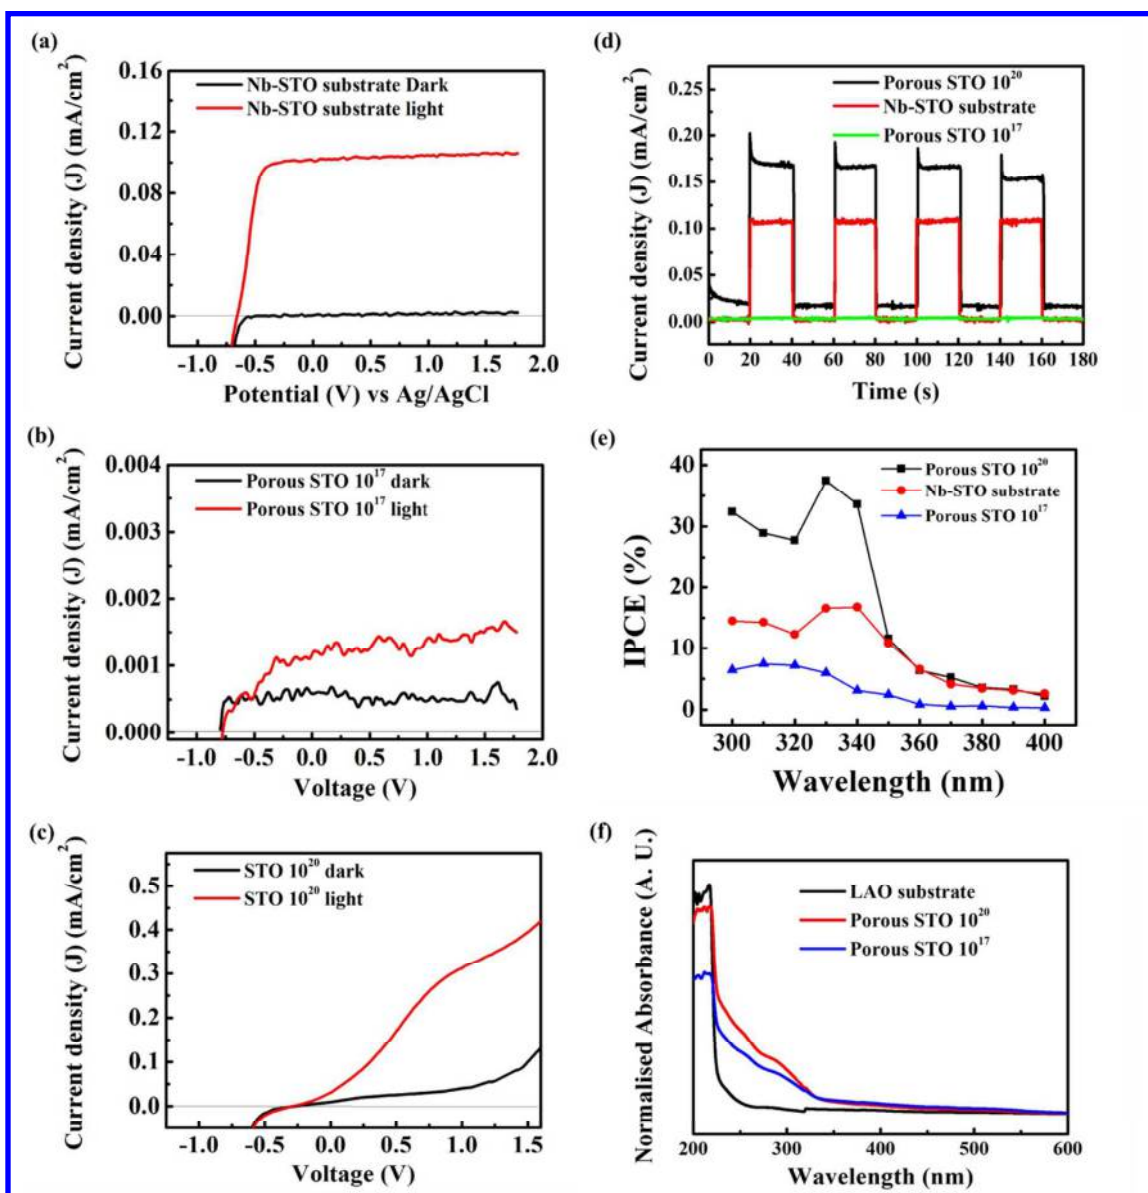 (a)
Current density (J) (mA/cm²)
0.16
0.12
0.08
0.04
0.00
Nb-STO substrate Dark
Nb-STO substrate light
-1.0 -0.5 0.0 0.5 1.0 1.5 2.0
Potential (V) vs Ag/AgCl
(b)
Current density (J) (mA/cm²)
0.004
0.003
0.002
0.001
0.000
Porous STO 10¹⁷ dark
Porous STO 10¹⁷ light
-1.0 -0.5 0.0 0.5 1.0 1.5 2.0
Voltage (V)
(c)
Current density (J) (mA/cm²)
0.5
0.4
0.3
0.2
0.1
0.0
STO 10²⁰ dark
STO 10²⁰ light
-1.0 -0.5 0.0 0.5 1.0 1.5
Voltage (V)
(d)
Current density (J) (mA/cm²)
0.25
0.20
0.15
0.10
0.05
0.00
Porous STO 10²⁰
Nb-STO substrate
Porous STO 10¹⁷
0 20 40 60 80 100 120 140 160 180
Time (s)
(e)
IPCE (%)
40
30
20
10
0
Porous STO 10²⁰
Nb-STO substrate
Porous STO 10¹⁷
300 320 340 360 380 400
Wavelength (nm)
(f)
Normalised Absorbance (A. U.)
LAO substrate
Porous STO 10²⁰
Porous STO 10¹⁷
200 300 400 500 600
Wavelength (nm)